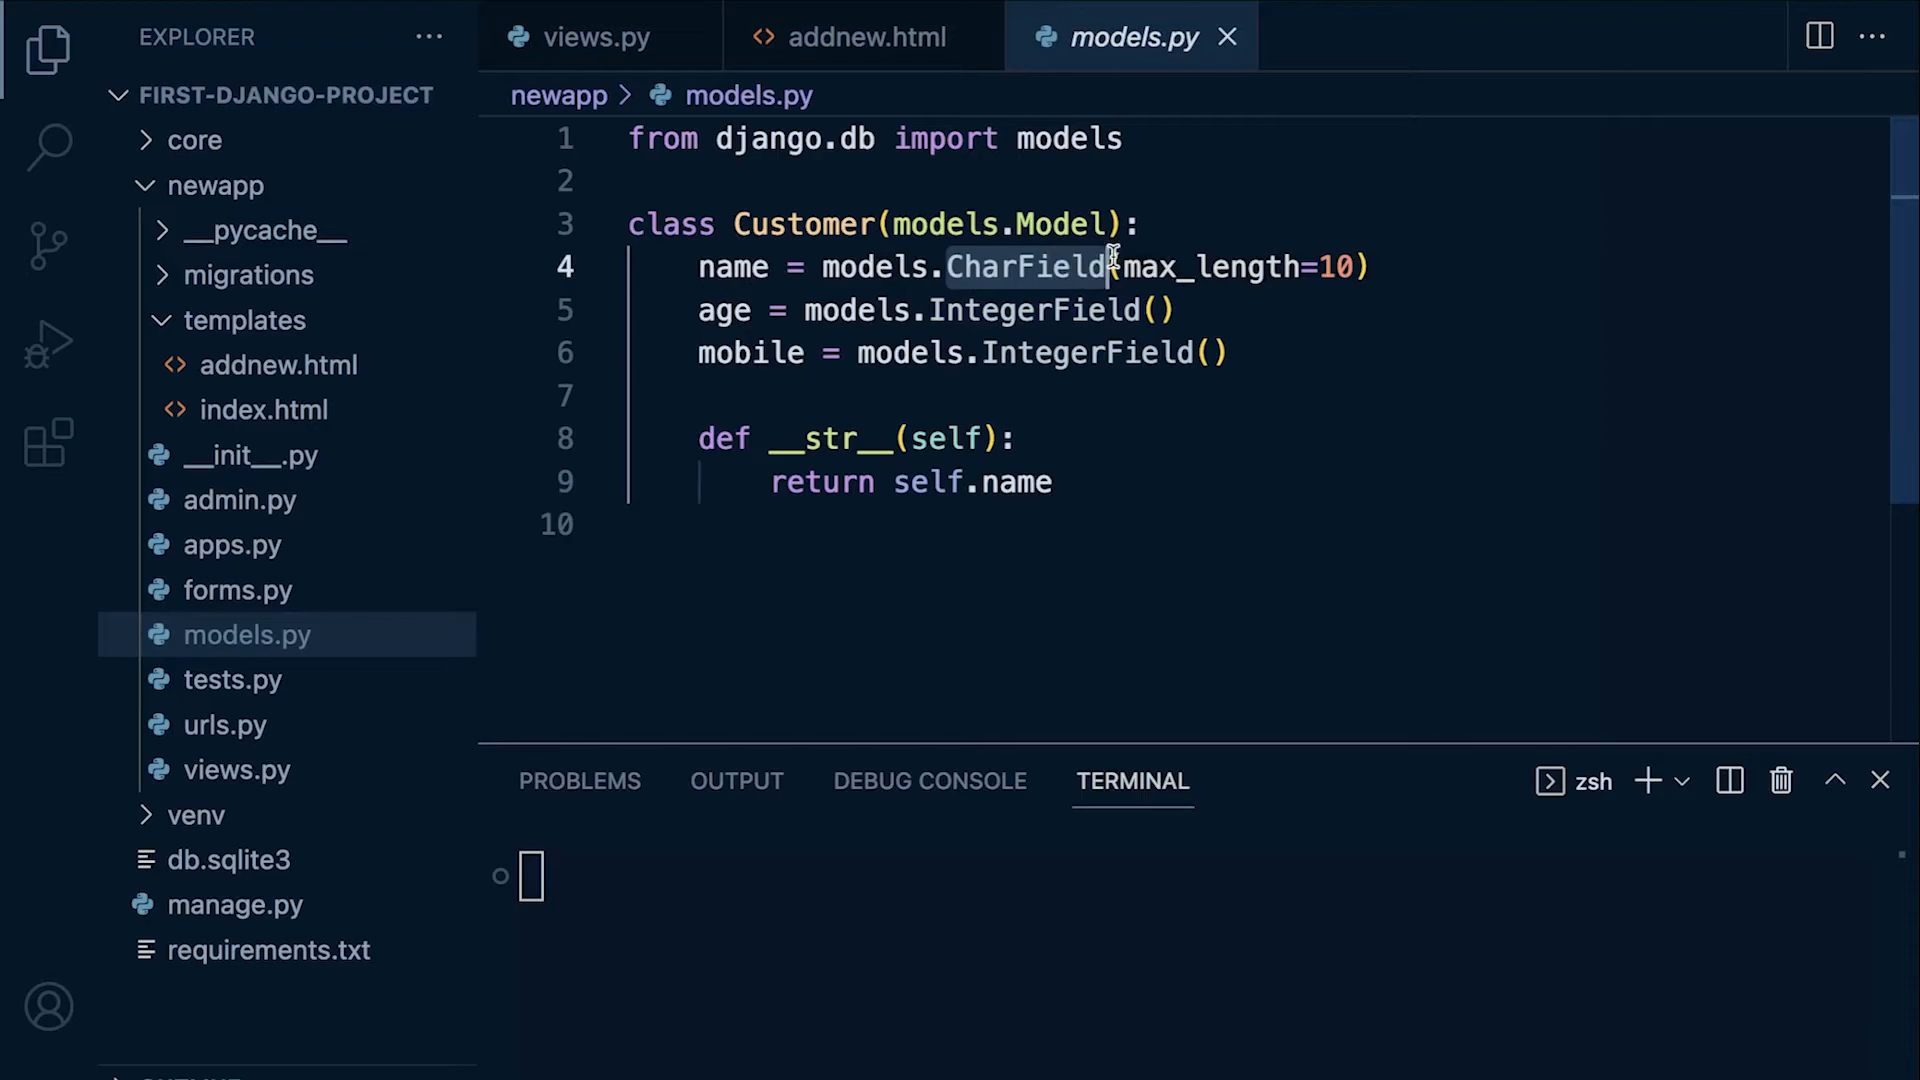 EXPLORER
FIRST-DJANGO-PROJECT
core
newapp
__pycache__
migrations
templates
addnew.html
index.html
__init__.py
admin.py
apps.py
forms.py
models.py
tests.py
urls.py
views.py
venv
db.sqlite3
manage.py
requirements.txt
views.py addnew.html models.py
newapp > models.py
1 from django.db import models
2
3 class Customer(models.Model):
4 name = models.CharField(max_length=10)
5 age = models.IntegerField()
6 mobile = models.IntegerField()
7
8 def __str__(self):
9 return self.name
10
PROBLEMS OUTPUT DEBUG CONSOLE TERMINAL zsh